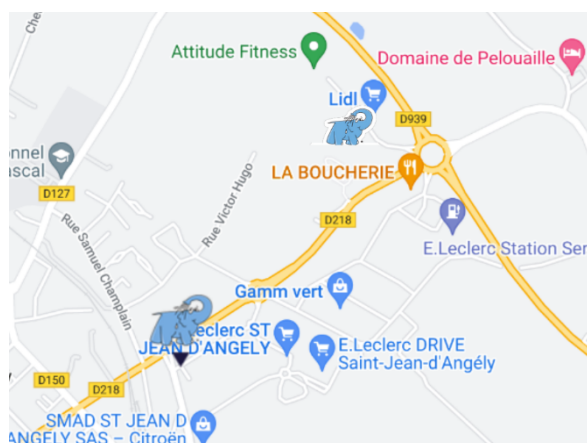 Attitude Fitness
Domaine de Pelouaille
Lidl
D939
LA BOUCHERIE
D127
Rue Victor Hugo
D218
Rue Samuel Champlain
E.Leclerc Station Ser
Gamm vert
Leclerc ST
JEAN D'ANGELY
E.Leclerc DRIVE
Saint-Jean-d'Angély
D150
D218
SMAD ST JEAN D
ANGELY SAS – Citroën